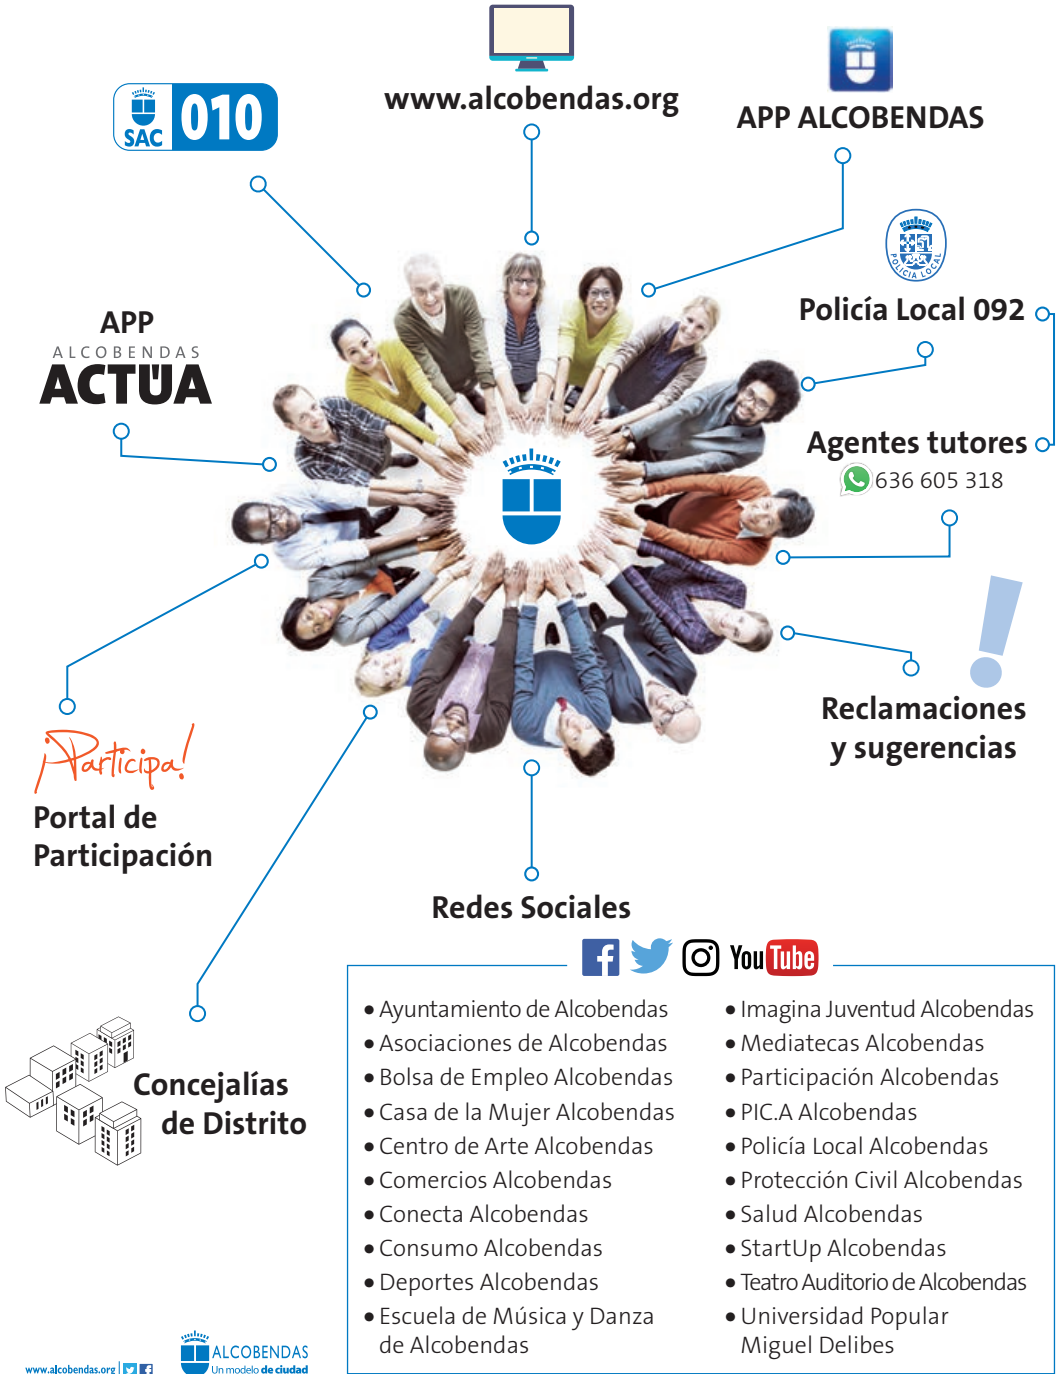 www.alcobendas.org
APP ALCOBENDAS
SAC 010
POLICÍA LOCAL
Policía Local 092
APP
ALCOBENDAS
ACTÚA
Agentes tutores
636 605 318
Reclamaciones
y sugerencias
¡Participa!
Portal de
Participación
Redes Sociales
YouTube
Concejalías
de Distrito
• Ayuntamiento de Alcobendas
• Asociaciones de Alcobendas
• Bolsa de Empleo Alcobendas
• Casa de la Mujer Alcobendas
• Centro de Arte Alcobendas
• Comercios Alcobendas
• Conecta Alcobendas
• Consumo Alcobendas
• Deportes Alcobendas
• Escuela de Música y Danza
de Alcobendas
• Imagina Juventud Alcobendas
• Mediatecas Alcobendas
• Participación Alcobendas
• PIC.A Alcobendas
• Policía Local Alcobendas
• Protección Civil Alcobendas
• Salud Alcobendas
• StartUp Alcobendas
• Teatro Auditorio de Alcobendas
• Universidad Popular
Miguel Delibes
www.alcobendas.org
ALCOBENDAS
Un modelo de ciudad